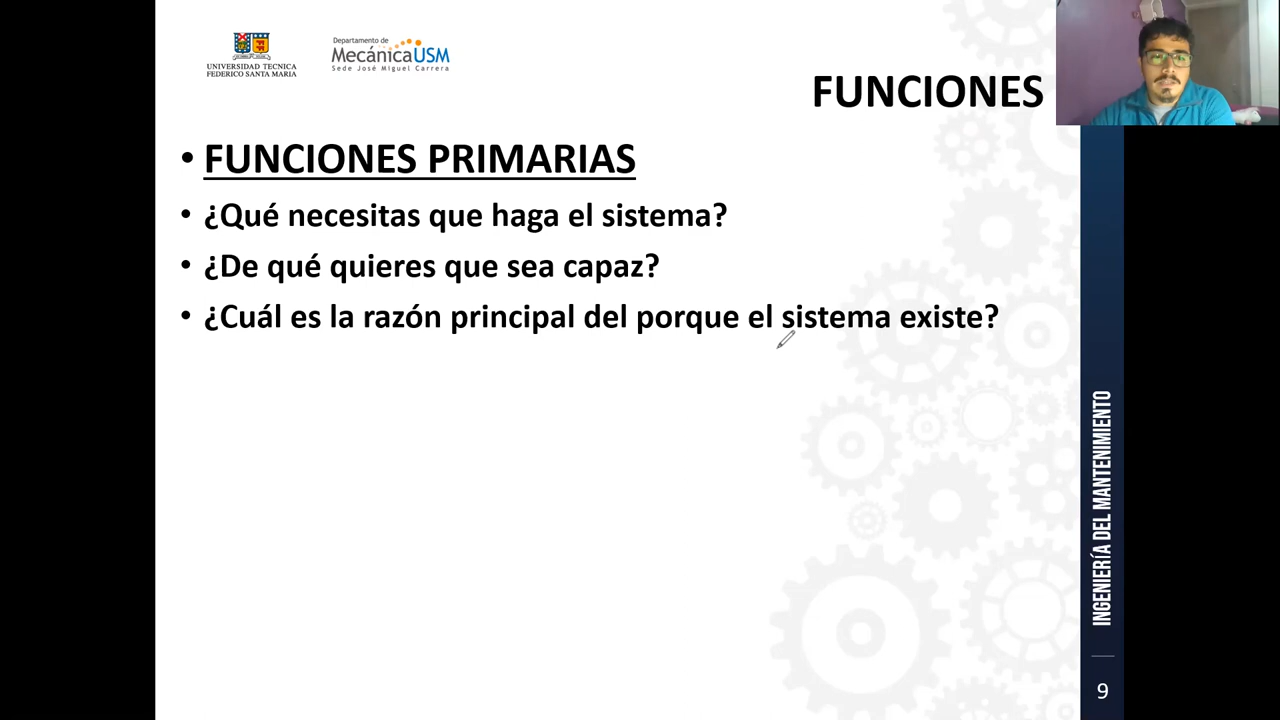 UNIVERSIDAD TECNICA
FEDERICO SANTA MARIA
Departamento de
MecánicaUSM
Sede José Miguel Carrera
FUNCIONES
• FUNCIONES PRIMARIAS
• ¿Qué necesitas que haga el sistema?
• ¿De qué quieres que sea capaz?
• ¿Cuál es la razón principal del porque el sistema existe?
INGENIERÍA DEL MANTENIMIENTO
9